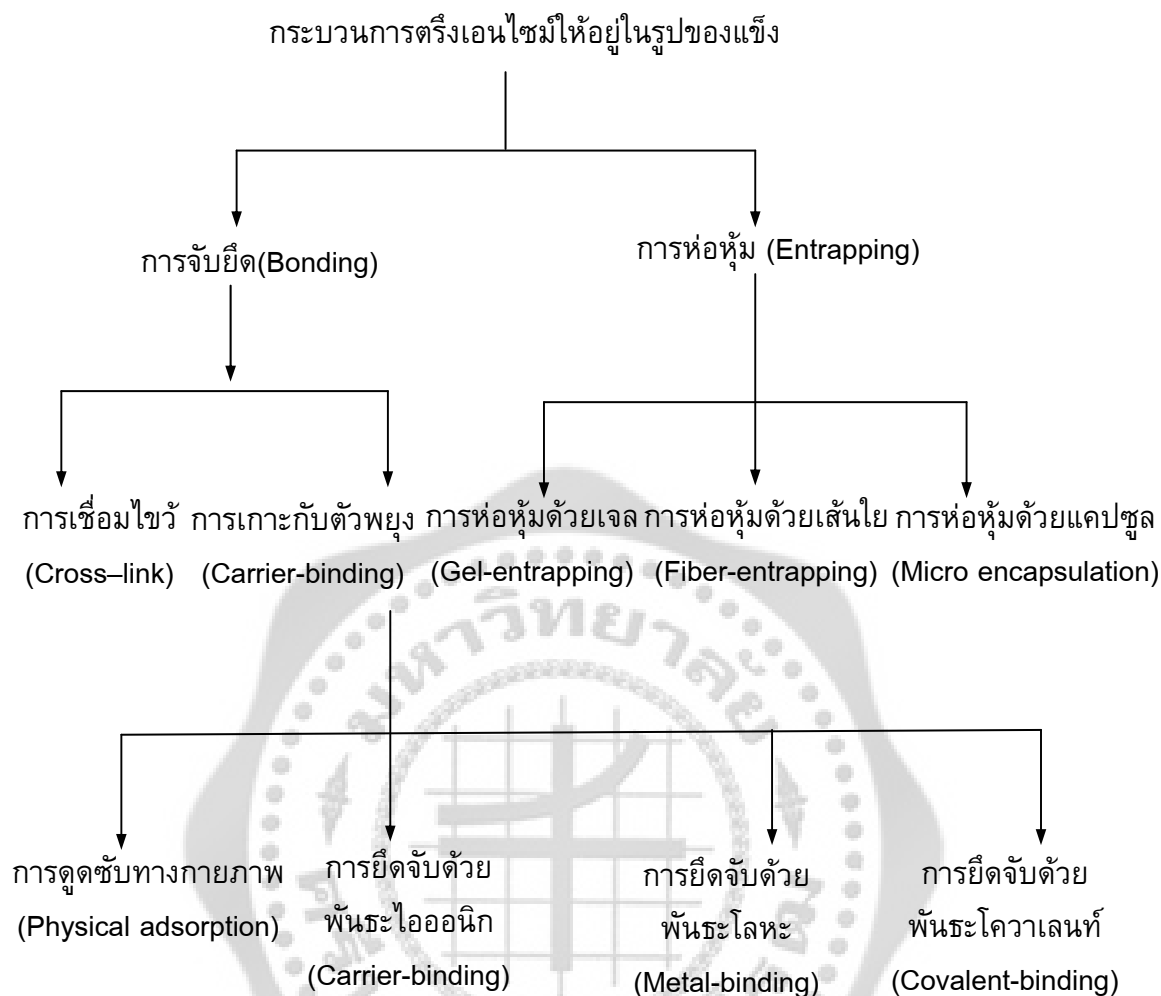 กระบวนการตรึงเอนไซม์ให้อยู่ในรูปของแข็ง
การจับยึด(Bonding)
การห่อหุ้ม (Entrapping)
การเชื่อมไขว้
(Cross–link)
การเกาะกับตัวพยุง
(Carrier-binding)
การห่อหุ้มด้วยเจล
(Gel-entrapping)
การห่อหุ้มด้วยเส้นใย
(Fiber-entrapping)
การห่อหุ้มด้วยแคปซูล
(Micro encapsulation)
มหาวิทยาลัย
การดูดซับทางกายภาพ
(Physical adsorption)
การยึดจับด้วย
พันธะไอออนิก
(Carrier-binding)
การยึดจับด้วย
พันธะโลหะ
(Metal-binding)
การยึดจับด้วย
พันธะโควาเลนท์
(Covalent-binding)